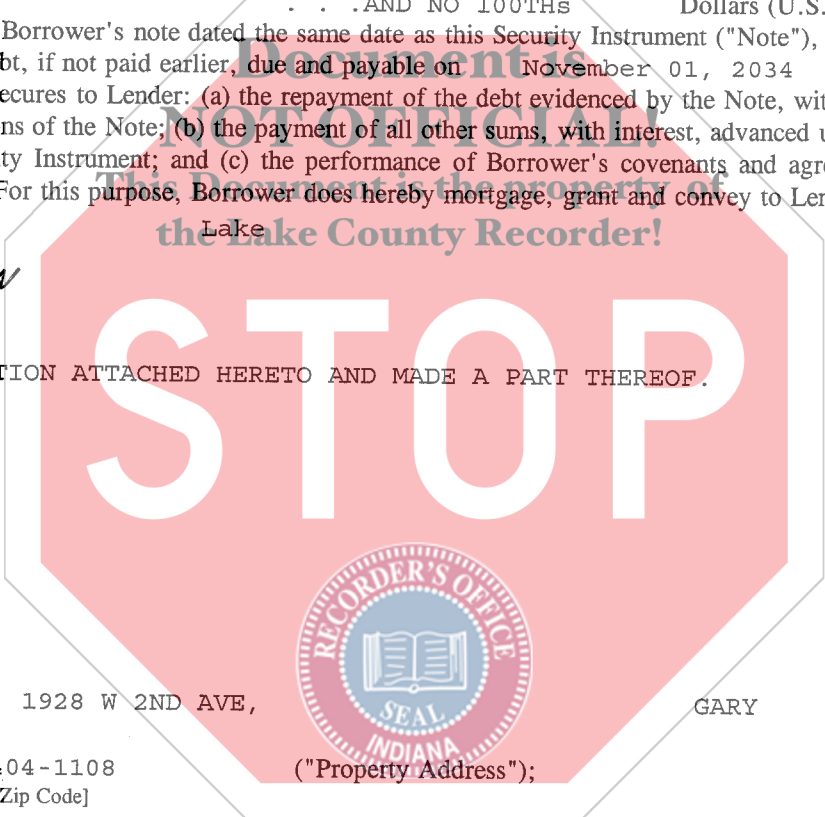 . . .AND NO 100THs Dollars (U.S.
Borrower's note dated the same date as this Security Instrument ("Note"),
bt, if not paid earlier, due and payable on November 01, 2034
ecures to Lender: (a) the repayment of the debt evidenced by the Note, wit
ns of the Note; (b) the payment of all other sums, with interest, advanced u
ty Instrument; and (c) the performance of Borrower's covenants and agre
For this purpose, Borrower does hereby mortgage, grant and convey to Len
Lake
Document is
NOT OFFICIAL!
This Document is the property of
the Lake County Recorder!
STOP
TION ATTACHED HERETO AND MADE A PART THEREOF.
RECORDER'S OFFICE
SEAL
INDIANA
1928 W 2ND AVE, GARY
04-1108 ("Property Address");
Zip Code]